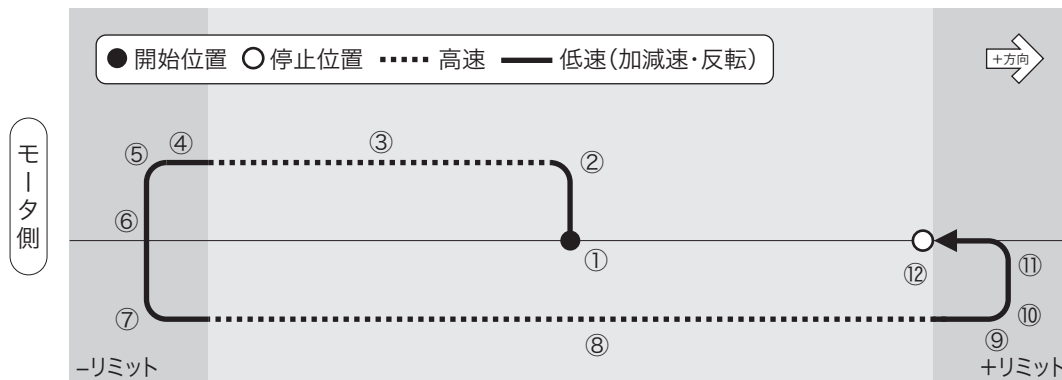 ●開始位置 ○停止位置 ••••• 高速 ━━ 低速(加減速・反転)
+方向
モータ側
⑤ ④ ③ ②
⑥
① ⑫ ⑪
⑦ ⑧ ⑨ ⑩
−リミット +リミット